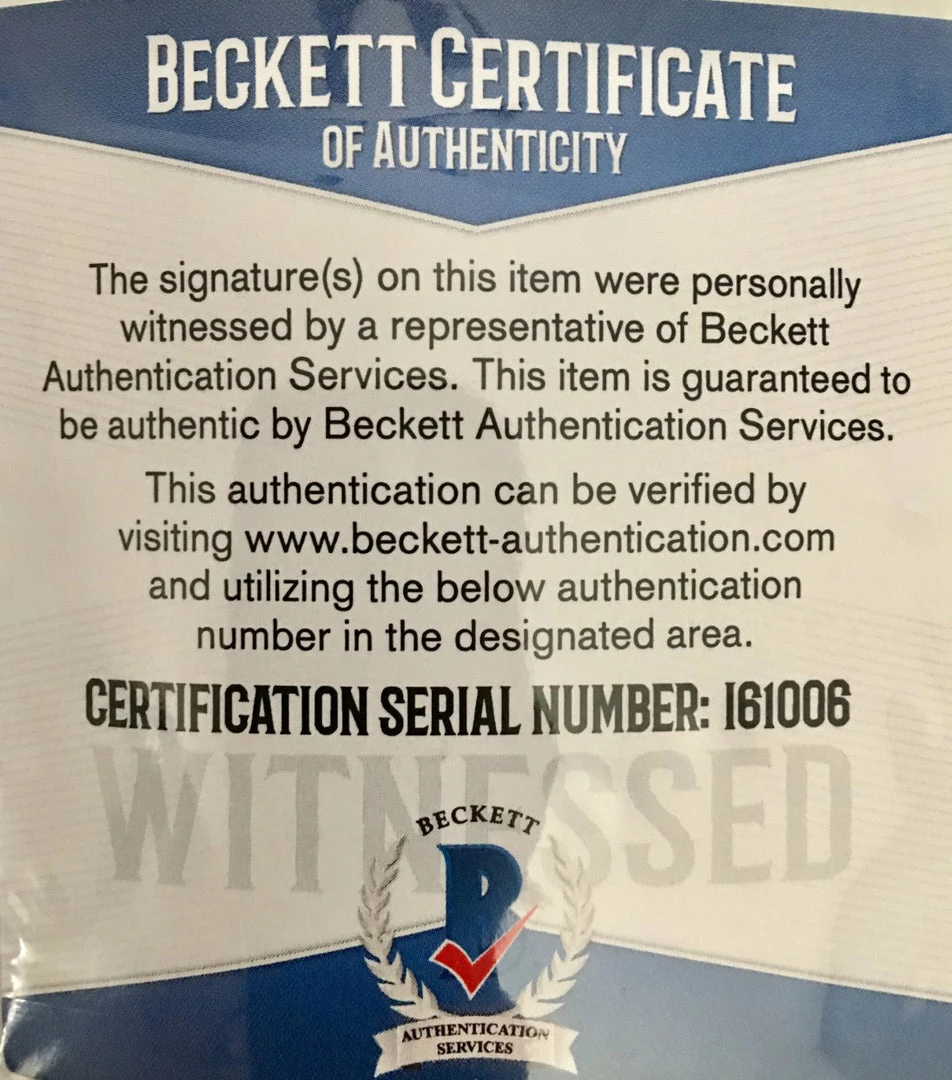 BECKETT CERTIFICATE
OF AUTHENTICITY
The signature(s) on this item were personally
witnessed by a representative of Beckett
Authentication Services. This item is guaranteed to
be authentic by Beckett Authentication Services.
This authentication can be verified by
visiting www.beckett-authentication.com
and utilizing the below authentication
number in the designated area.
CERTIFICATION SERIAL NUMBER: I61006
WITNESSED
BECKETT
B
AUTHENTICATION
SERVICES